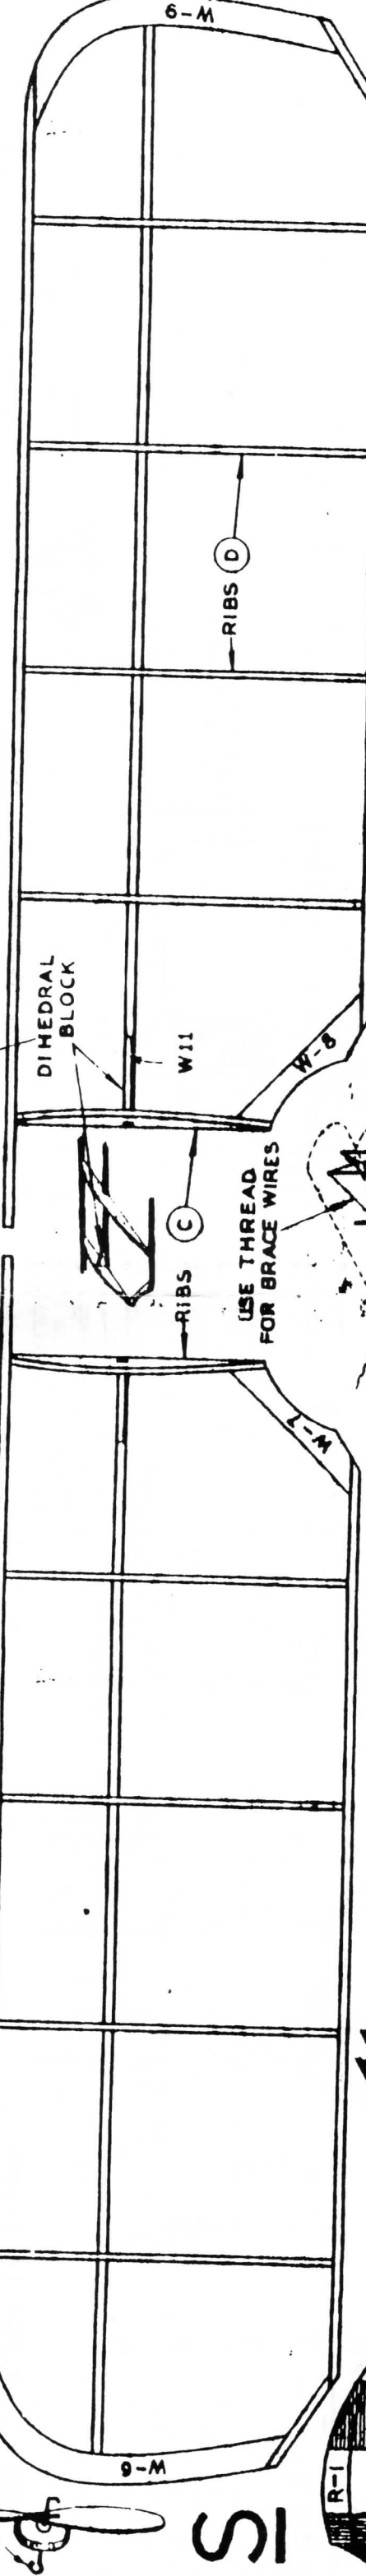 W-9
RIBS D
DIHEDRAL
BLOCK
W11
W-8
RIBS C
USE THREAD
FOR BRACE WIRES
W-7
W-6
S
R-1